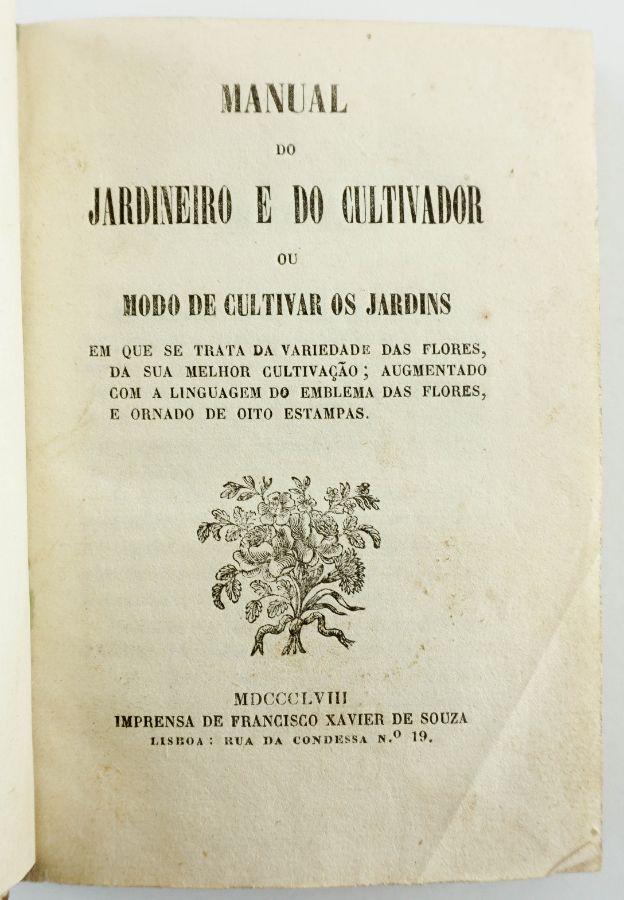 MANUAL
DO
JARDINEIRO E DO CULTIVADOR
OU
MODO DE CULTIVAR OS JARDINS
EM QUE SE TRATA DA VARIEDADE DAS FLORES,
DA SUA MELHOR CULTIVAÇÃO; AUGMENTADO
COM A LINGUAGEM DO EMBLEMA DAS FLORES,
E ORNADO DE OITO ESTAMPAS.
MDCCCLVIII
IMPRENSA DE FRANCISCO XAVIER DE SOUZA
LISBOA: RUA DA CONDESSA N.º 19.